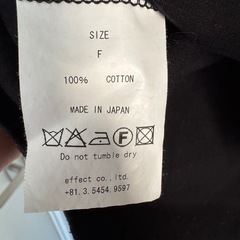 SIZE
F
100% COTTON
MADE IN JAPAN
F
Do not tumble dry
effect co., ltd.
+81.3.5454.9597